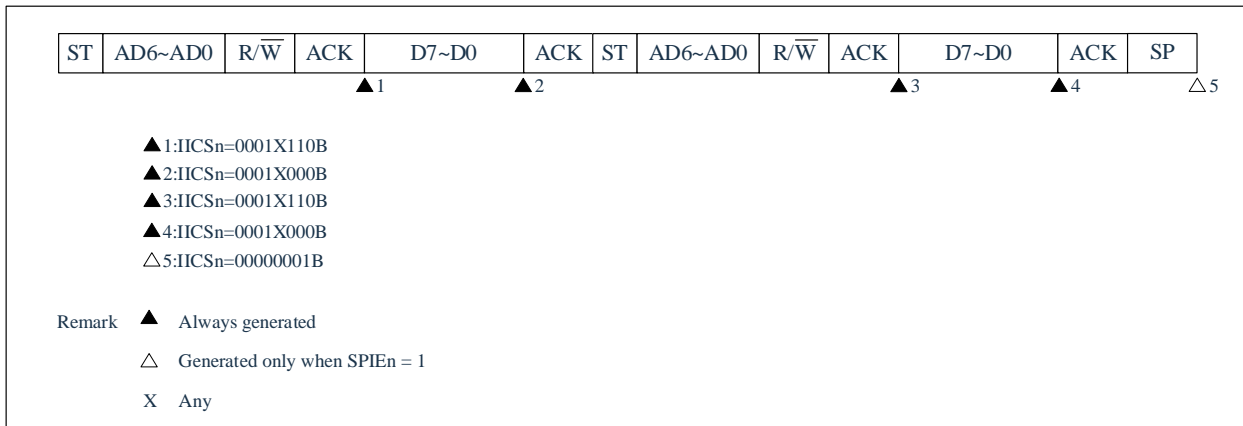 ST AD6~AD0 R/W̅ ACK D7~D0 ACK ST AD6~AD0 R/W̅ ACK D7~D0 ACK SP
▲1 ▲2 ▲3 ▲4 △5
▲1:IICSn=0001X110B
▲2:IICSn=0001X000B
▲3:IICSn=0001X110B
▲4:IICSn=0001X000B
△5:IICSn=00000001B
Remark ▲ Always generated
△ Generated only when SPIEn = 1
X Any